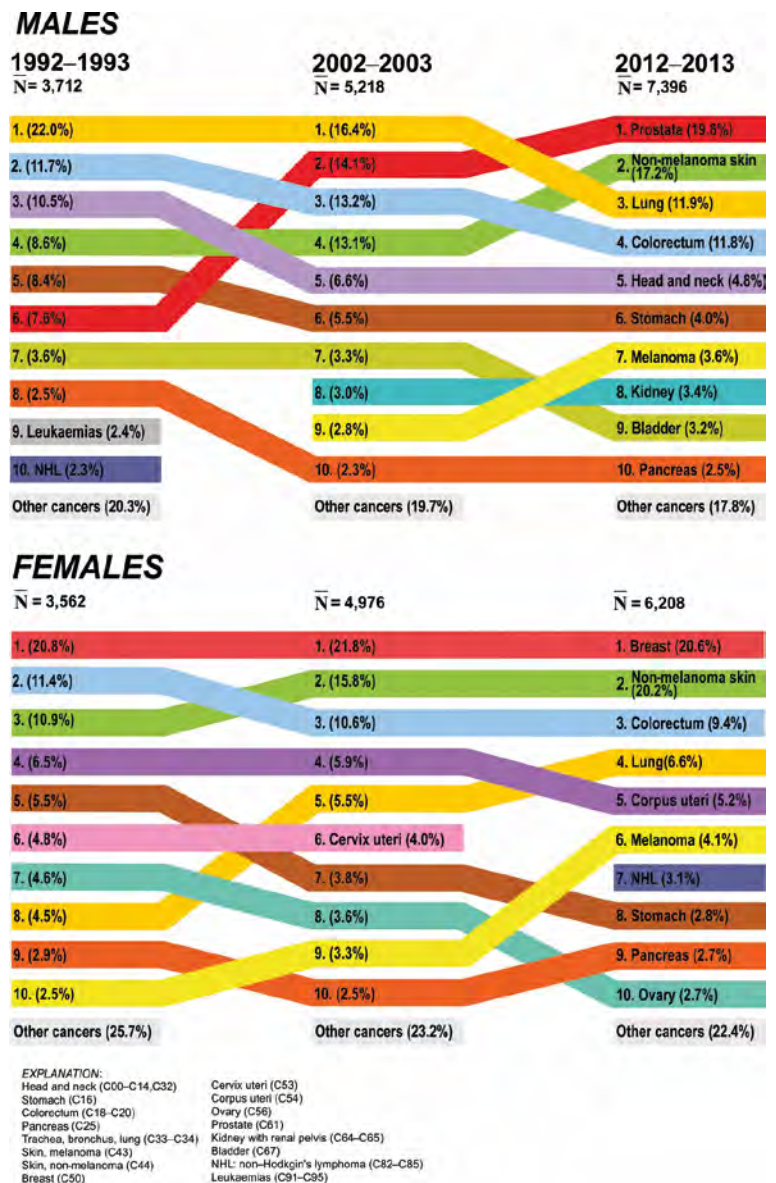 MALES
1992–1993
2002–2003
2012–2013
N̅= 3,712
N̅= 5,218
N̅= 7,396
1. (22.0%)
1. (16.4%)
1. Prostate (19.8%)
2. (11.7%)
2. (14.1%)
2. Non-melanoma skin
(17.2%)
3. (10.5%)
3. (13.2%)
3. Lung (11.9%)
4. (8.6%)
4. (13.1%)
4. Colorectum (11.8%)
5. (8.4%)
5. (6.6%)
5. Head and neck (4.8%)
6. (7.6%)
6. (5.5%)
6. Stomach (4.0%)
7. (3.6%)
7. (3.3%)
7. Melanoma (3.6%)
8. (2.5%)
8. (3.0%)
8. Kidney (3.4%)
9. Leukaemias (2.4%)
9. (2.8%)
9. Bladder (3.2%)
10. NHL (2.3%)
10. (2.3%)
10. Pancreas (2.5%)
Other cancers (20.3%)
Other cancers (19.7%)
Other cancers (17.8%)
FEMALES
N̅ = 3,562
N̅ = 4,976
N̅ = 6,208
1. (20.8%)
1. (21.8%)
1. Breast (20.6%)
2. (11.4%)
2. (15.8%)
2. Non-melanoma skin
(20.2%)
3. (10.9%)
3. (10.6%)
3. Colorectum (9.4%)
4. (6.5%)
4. (5.9%)
4. Lung(6.6%)
5. (5.5%)
5. (5.5%)
5. Corpus uteri (5.2%)
6. (4.8%)
6. Cervix uteri (4.0%)
6. Melanoma (4.1%)
7. (4.6%)
7. (3.8%)
7. NHL (3.1%)
8. (4.5%)
8. (3.6%)
8. Stomach (2.8%)
9. (2.9%)
9. (3.3%)
9. Pancreas (2.7%)
10. (2.5%)
10. (2.5%)
10. Ovary (2.7%)
Other cancers (25.7%)
Other cancers (23.2%)
Other cancers (22.4%)
EXPLANATION:
Head and neck (C00–C14,C32)
Stomach (C16)
Colorectum (C18–C20)
Pancreas (C25)
Trachea, bronchus, lung (C33–C34)
Skin, melanoma (C43)
Skin, non-melanoma (C44)
Breast (C50)
Cervix uteri (C53)
Corpus uteri (C54)
Ovary (C56)
Prostate (C61)
Kidney with renal pelvis (C64–C65)
Bladder (C67)
NHL: non–Hodkgin's lymphoma (C82–C85)
Leukaemias (C91–C95)